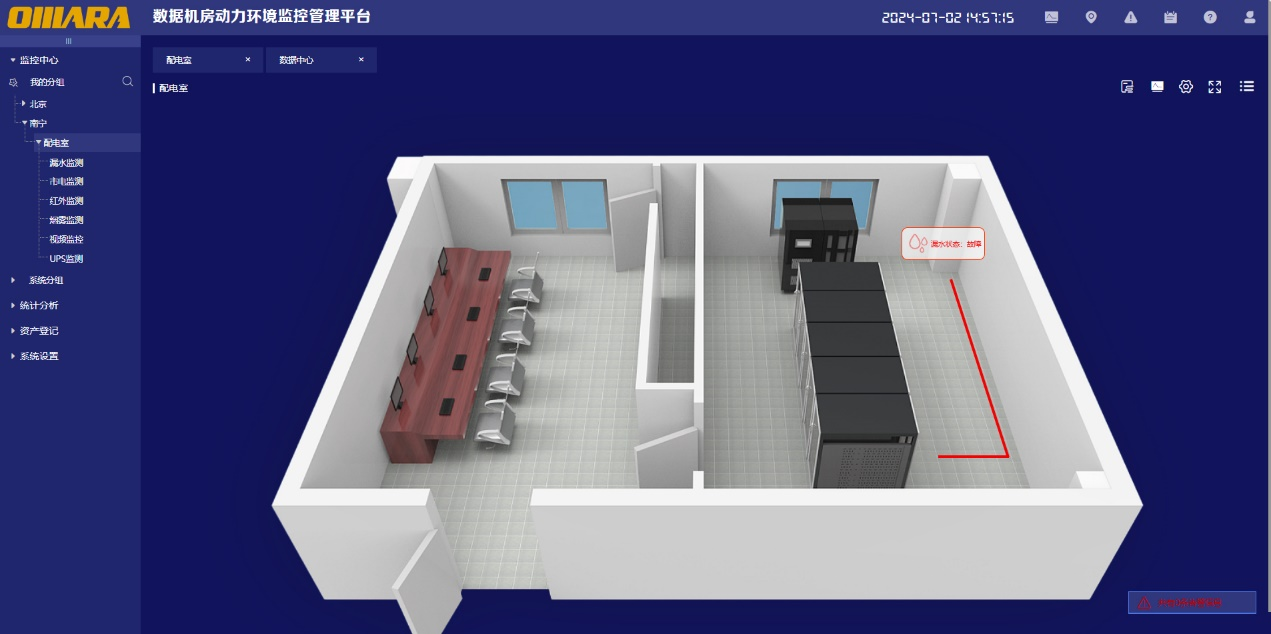 OMARA
数据机房动力环境监控管理平台
2024-07-02 14:57:15
监控中心
我的分组
北京
南宁
配电室
漏水监测
市电监测
红外监测
烟雾监测
视频监控
UPS监测
系统分组
统计分析
资产登记
系统设置
配电室 ×
数据中心 ×
配电室
漏水状态: 故障